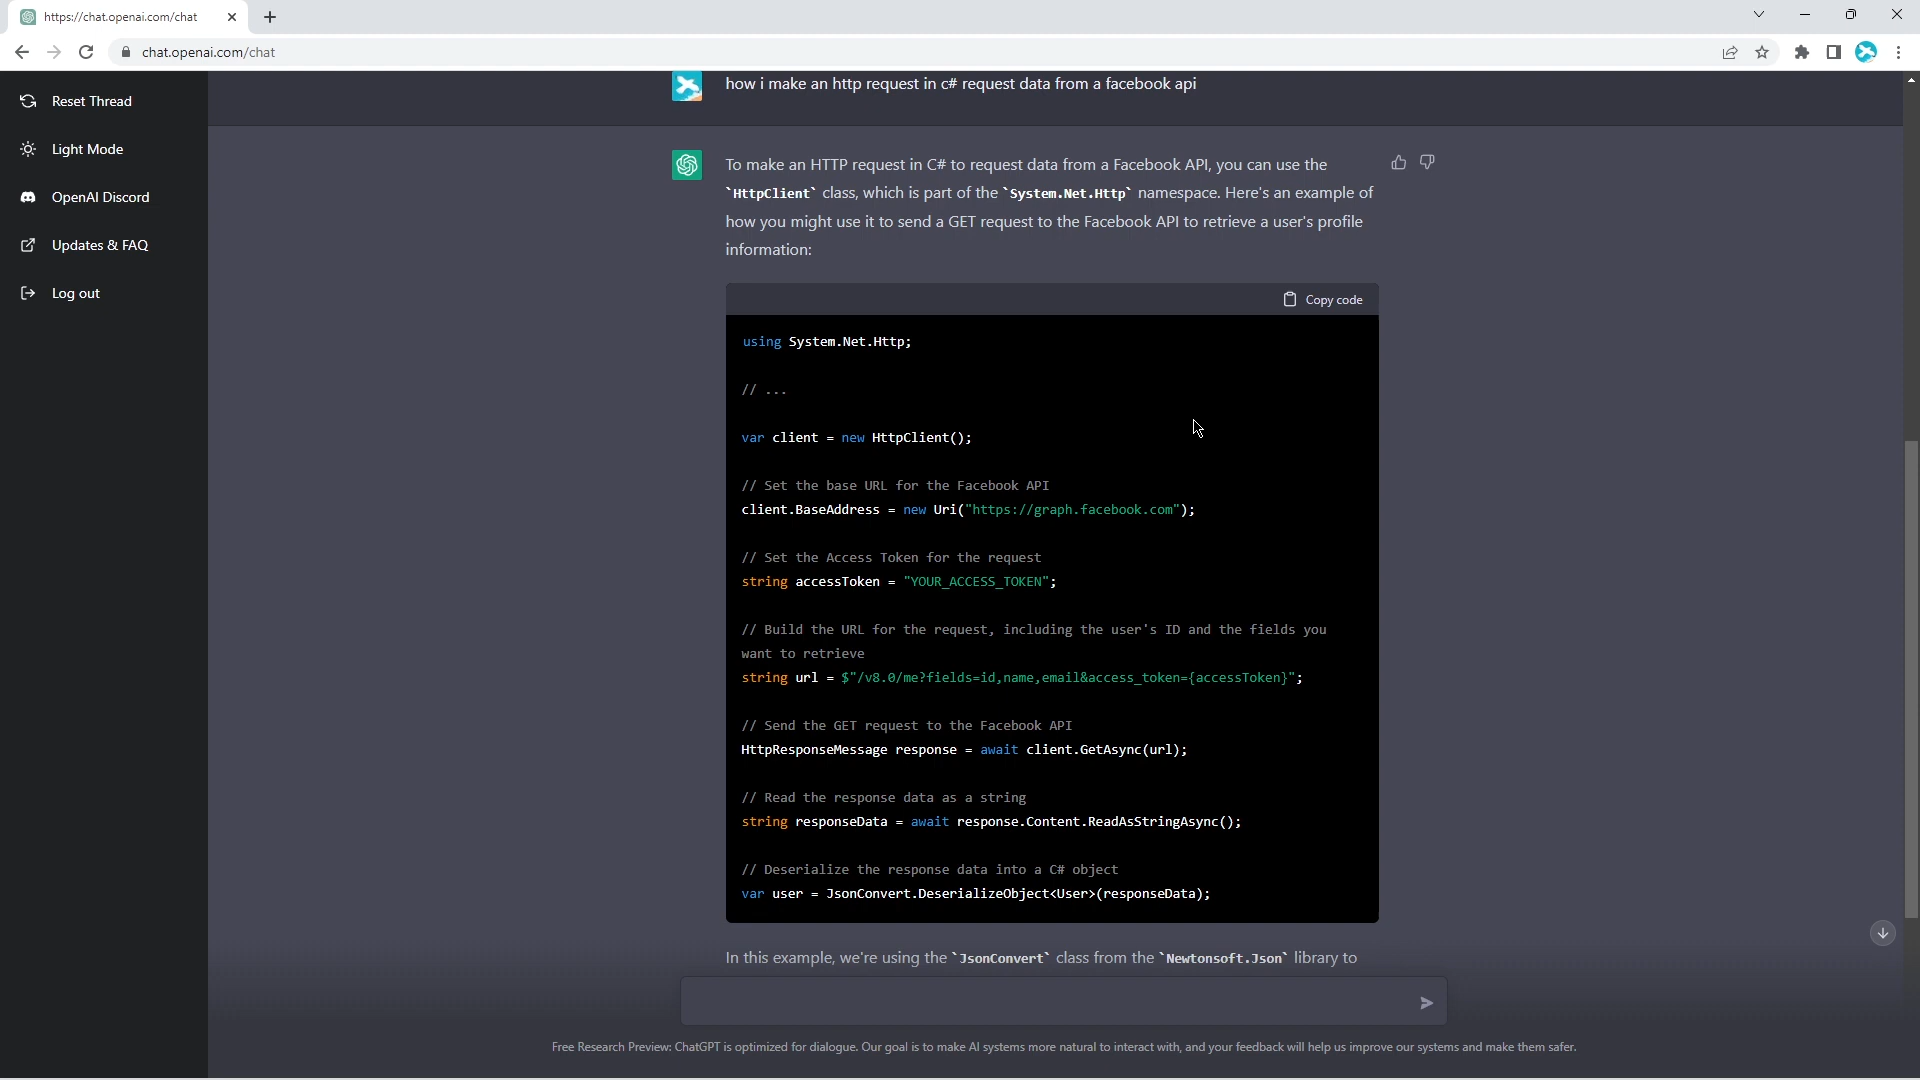 https://chat.openai.com/chat
chat.openai.com/chat
Reset Thread
Light Mode
OpenAI Discord
Updates & FAQ
Log out
how i make an http request in c# request data from a facebook api
To make an HTTP request in C# to request data from a Facebook API, you can use the
`HttpClient` class, which is part of the `System.Net.Http` namespace. Here's an example of
how you might use it to send a GET request to the Facebook API to retrieve a user's profile
information:
Copy code
using System.Net.Http;
// ...
var client = new HttpClient();
// Set the base URL for the Facebook API
client.BaseAddress = new Uri("https://graph.facebook.com");
// Set the Access Token for the request
string accessToken = "YOUR_ACCESS_TOKEN";
// Build the URL for the request, including the user's ID and the fields you
want to retrieve
string url = $"/v8.0/me?fields=id,name,email&access_token={accessToken}";
// Send the GET request to the Facebook API
HttpResponseMessage response = await client.GetAsync(url);
// Read the response data as a string
string responseData = await response.Content.ReadAsStringAsync();
// Deserialize the response data into a C# object
var user = JsonConvert.DeserializeObject<User>(responseData);
In this example, we're using the `JsonConvert` class from the `Newtonsoft.Json` library to
Free Research Preview: ChatGPT is optimized for dialogue. Our goal is to make AI systems more natural to interact with, and your feedback will help us improve our systems and make them safer.